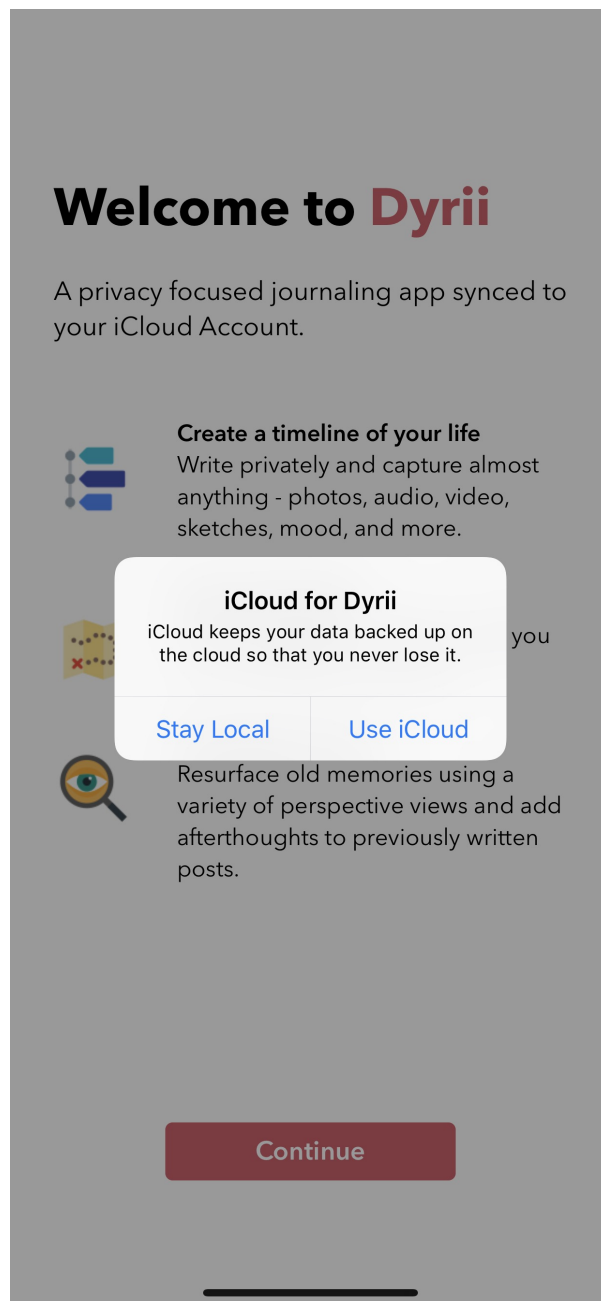 Welcome to Dyrii
A privacy focused journaling app synced to
your iCloud Account.
Create a timeline of your life
Write privately and capture almost
anything - photos, audio, video,
sketches, mood, and more.
iCloud for Dyrii
iCloud keeps your data backed up on
the cloud so that you never lose it.
you
Stay Local
Use iCloud
Resurface old memories using a
variety of perspective views and add
afterthoughts to previously written
posts.
Continue